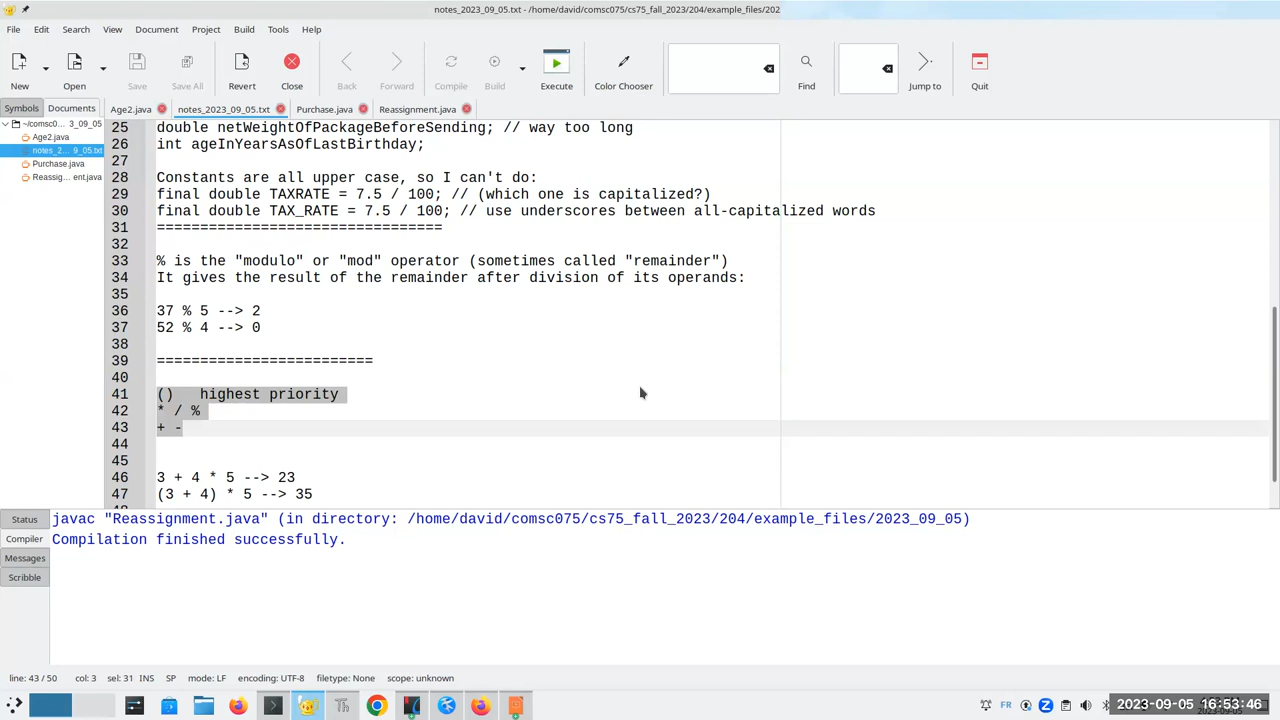 notes_2023_09_05.txt - /home/david/comsc075/cs75_fall_2023/204/example_files/202
File Edit Search View Document Project Build Tools Help
New Open Save Save All Revert Close Back Forward Compile Build Execute Color Chooser Find Jump to Quit
Symbols Documents Age2.java notes_2023_09_05.txt Purchase.java Reassignment.java
~/comsc0... 3_09_05
Age2.java
notes_2... 9_05.txt
Purchase.java
Reassig... ent.java
25 double netWeightOfPackageBeforeSending; // way too long
26 int ageInYearsAsOfLastBirthday;
27
28 Constants are all upper case, so I can't do:
29 final double TAXRATE = 7.5 / 100; // (which one is capitalized?)
30 final double TAX_RATE = 7.5 / 100; // use underscores between all-capitalized words
31 =================================
32
33 % is the "modulo" or "mod" operator (sometimes called "remainder")
34 It gives the result of the remainder after division of its operands:
35
36 37 % 5 --> 2
37 52 % 4 --> 0
38
39 =========================
40
41 () highest priority
42 * / %
43 + -
44
45
46 3 + 4 * 5 --> 23
47 (3 + 4) * 5 --> 35
Status
Compiler
Messages
Scribble
javac "Reassignment.java" (in directory: /home/david/comsc075/cs75_fall_2023/204/example_files/2023_09_05)
Compilation finished successfully.
line: 43 / 50 col: 3 sel: 31 INS SP mode: LF encoding: UTF-8 filetype: None scope: unknown
Th FR 2023-09-05 16:53:46